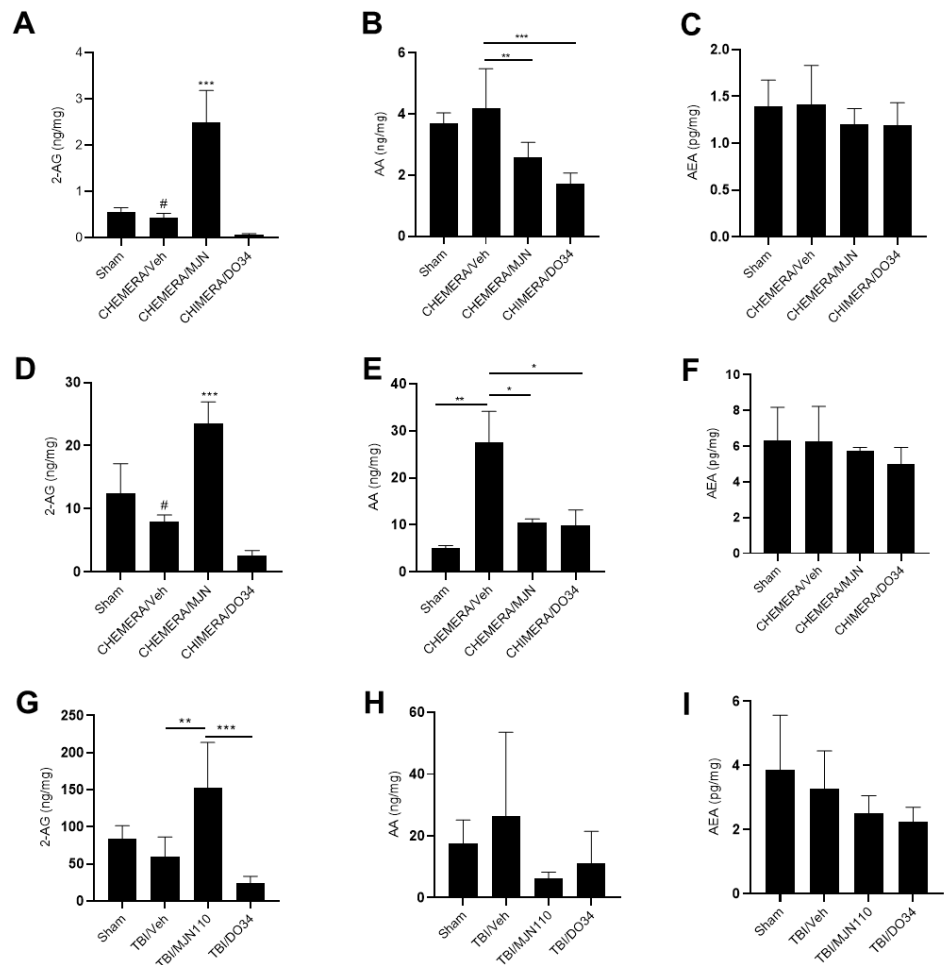 A
2-AG (ng/mg)
4
3
2
1
0
#
***
Sham
CHEMERA/Veh
CHEMERA/MJN
CHIMERA/DO34
B
AA (ng/mg)
6
4
2
0
***
**
Sham
CHEMERA/Veh
CHEMERA/MJN
CHIMERA/DO34
C
AEA (pg/mg)
2.0
1.5
1.0
0.5
0.0
Sham
CHEMERA/Veh
CHEMERA/MJN
CHIMERA/DO34
D
2-AG (ng/mg)
30
20
10
0
#
***
Sham
CHEMERA/Veh
CHEMERA/MJN
CHIMERA/DO34
E
AA (ng/mg)
40
30
20
10
0
*
**
*
Sham
CHEMERA/Veh
CHEMERA/MJN
CHIMERA/DO34
F
AEA (pg/mg)
10
8
6
4
2
0
Sham
CHEMERA/Veh
CHEMERA/MJN
CHIMERA/DO34
G
2-AG (ng/mg)
250
200
150
100
50
0
**
***
Sham
TBI/Veh
TBI/MJN110
TBI/DO34
H
AA (ng/mg)
60
40
20
0
Sham
TBI/Veh
TBI/MJN110
TBI/DO34
I
AEA (pg/mg)
6
4
2
0
Sham
TBI/Veh
TBI/MJN110
TBI/DO34